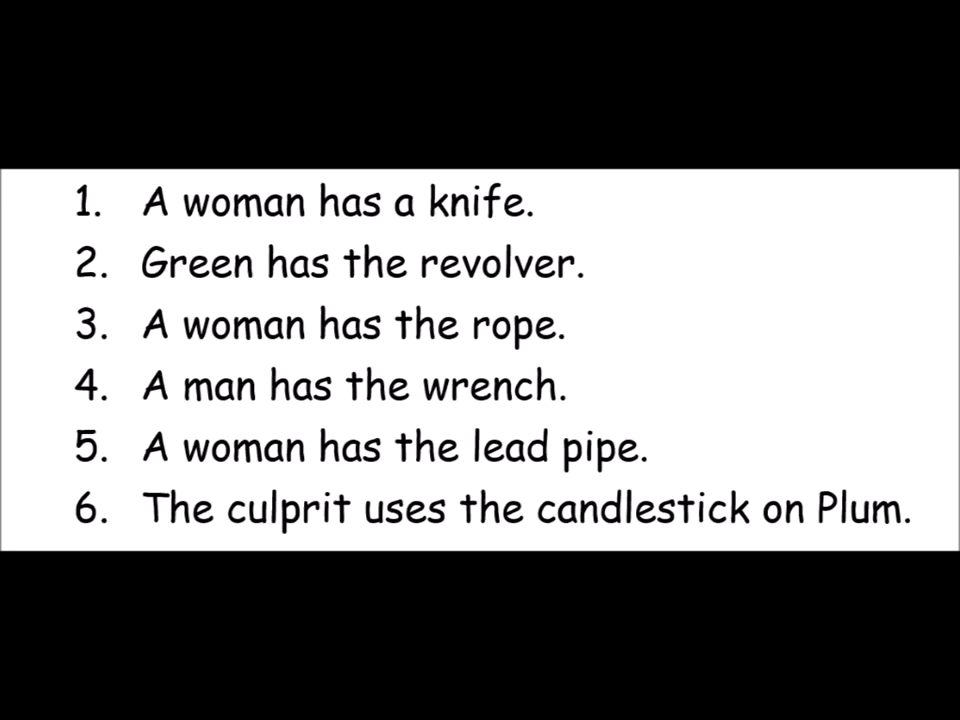 1. A woman has a knife.
2. Green has the revolver.
3. A woman has the rope.
4. A man has the wrench.
5. A woman has the lead pipe.
6. The culprit uses the candlestick on Plum.